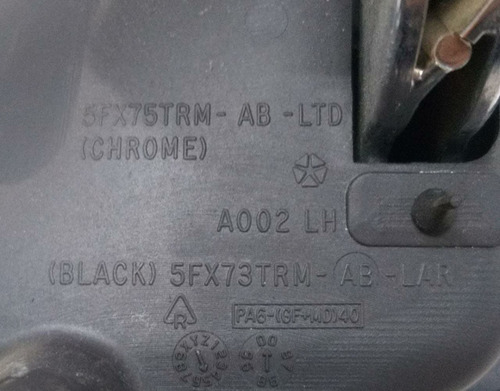 5FX75TRM- AB -LTD
(CHROME)
A002 LH
(BLACK) 5FX73TRM- AB -LAR
PA6-(GF+MD)40